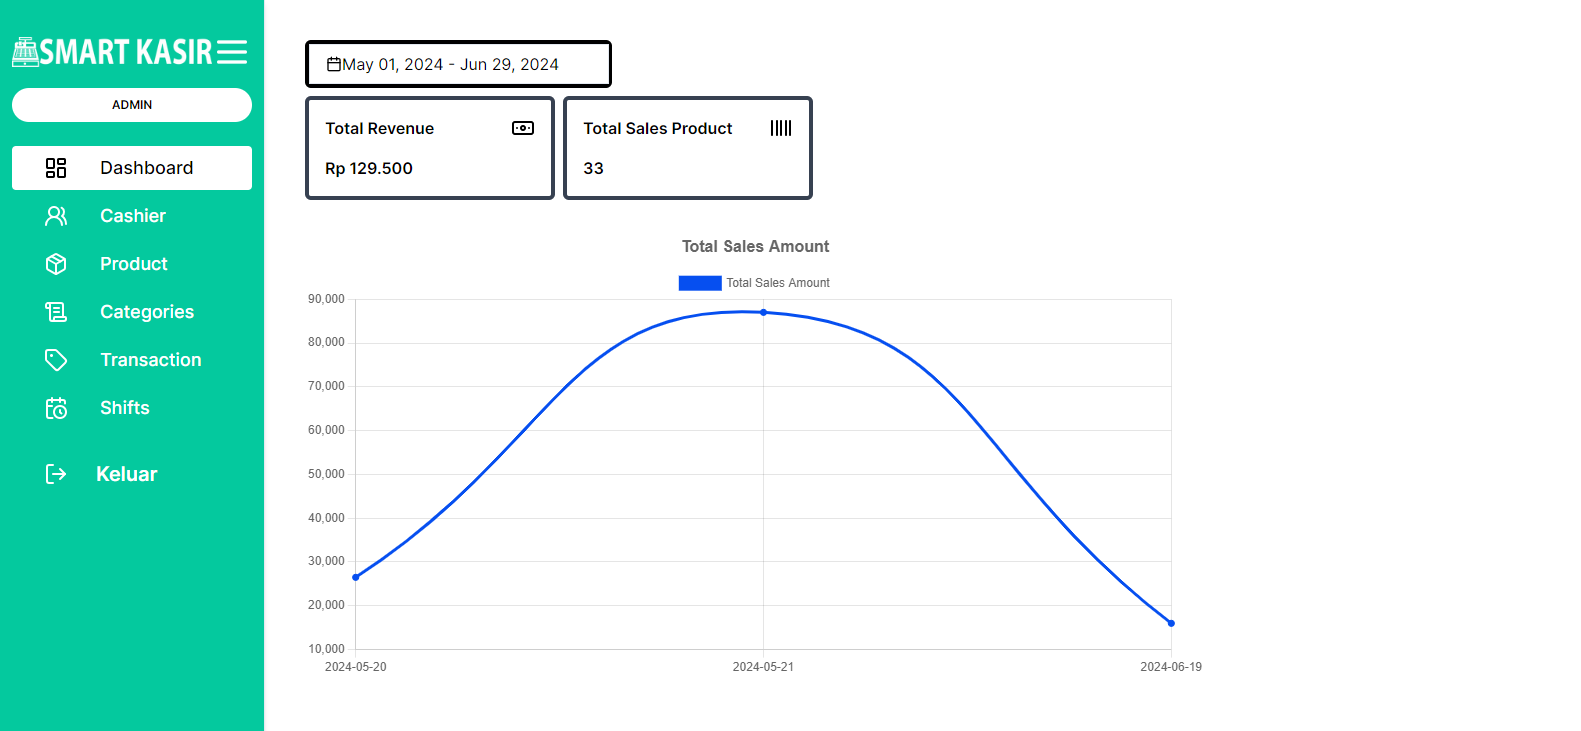 SMART KASIR
ADMIN
Dashboard
Cashier
Product
Categories
Transaction
Shifts
Keluar
May 01, 2024 - Jun 29, 2024
Total Revenue
Rp 129.500
Total Sales Product
33
Total Sales Amount
Total Sales Amount
90,000
80,000
70,000
60,000
50,000
40,000
30,000
20,000
10,000
2024-05-20
2024-05-21
2024-06-19